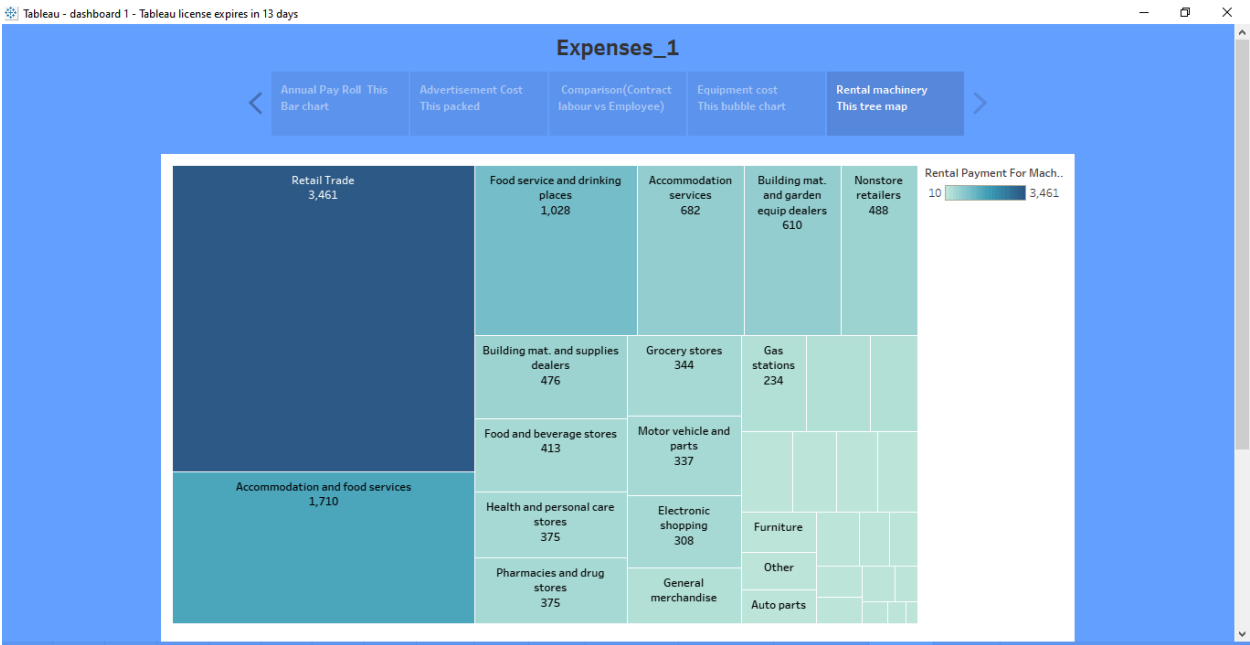 Tableau - dashboard 1 - Tableau license expires in 13 days
Expenses_1
Annual Pay Roll This
Bar chart
Advertisement Cost
This packed
Comparison(Contract
labour vs Employee)
Equipment cost
This bubble chart
Rental machinery
This tree map
Retail Trade
3,461
Accommodation and food services
1,710
Food service and drinking
places
1,028
Accommodation
services
682
Building mat.
and garden
equip dealers
610
Nonstore
retailers
488
Building mat. and supplies
dealers
476
Food and beverage stores
413
Health and personal care
stores
375
Pharmacies and drug
stores
375
Grocery stores
344
Motor vehicle and
parts
337
Electronic
shopping
308
General
merchandise
Gas
stations
234
Furniture
Other
Auto parts
Rental Payment For Mach..
10 3,461